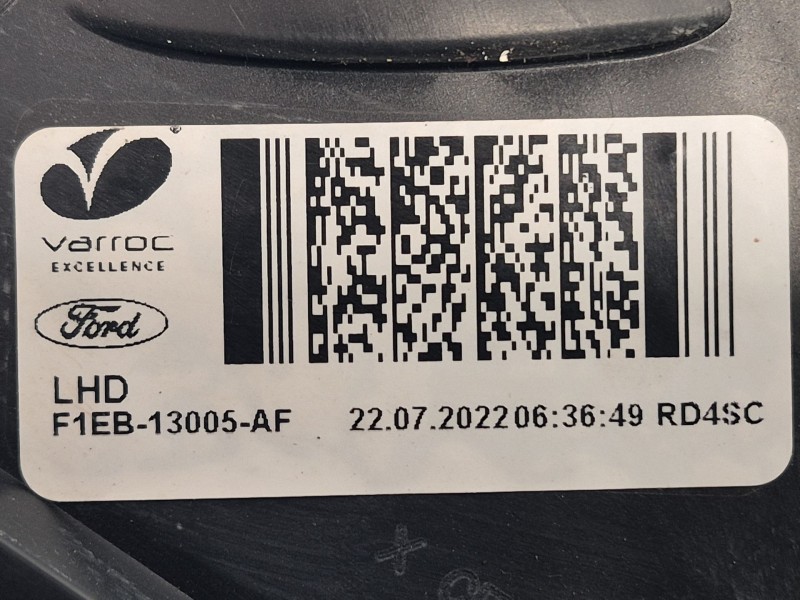 varroc
EXCELLENCE
Ford
LHD
F1EB-13005-AF 22.07.2022 06:36:49 RD4SC